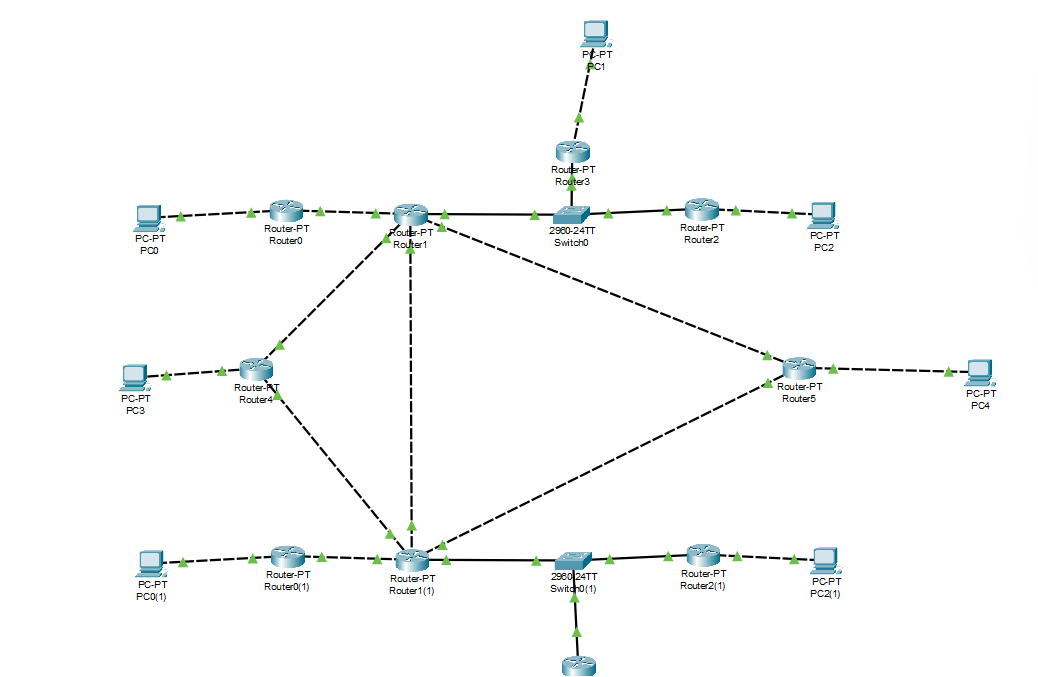 PC-PT
PC1
Router-PT
Router3
PC-PT
PC0
Router-PT
Router0
Router-PT
Router1
2960-24TT
Switch0
Router-PT
Router2
PC-PT
PC2
PC-PT
PC3
Router-PT
Router4
Router-PT
Router5
PC-PT
PC4
PC-PT
PC0(1)
Router-PT
Router0(1)
Router-PT
Router1(1)
2960-24TT
Switch0(1)
Router-PT
Router2(1)
PC-PT
PC2(1)